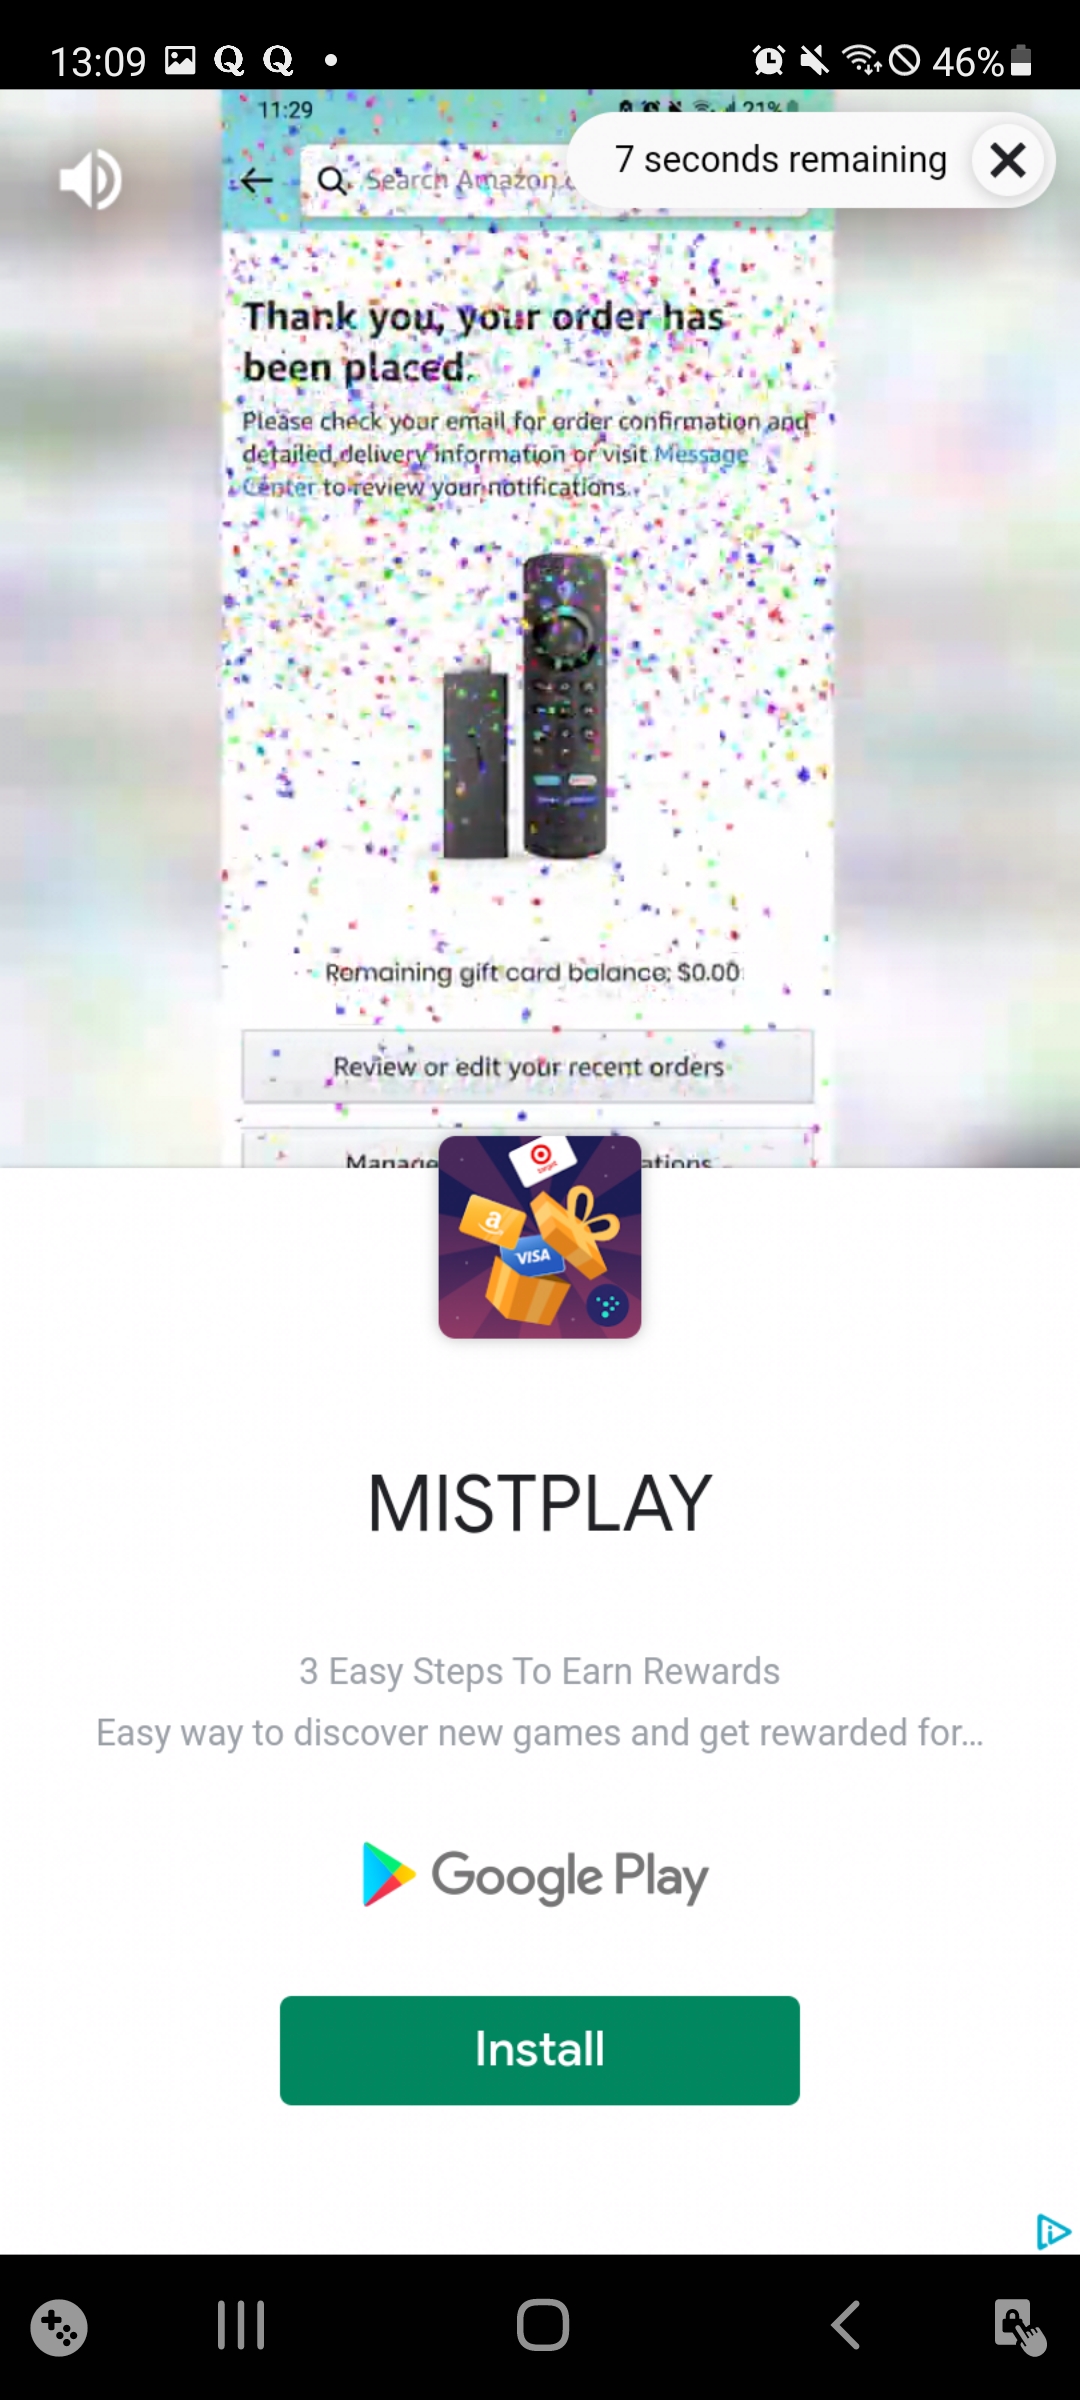 13:09
46%
11:29
21%
7 seconds remaining
Search Amazon.c
Thank you, your order has
been placed.
Please check your email for order confirmation and
detailed delivery information or visit Message
Center to review your notifications.
Remaining gift card balance: $0.00
Review or edit your recent orders
Manage
ations
a
VISA
MISTPLAY
3 Easy Steps To Earn Rewards
Easy way to discover new games and get rewarded for...
Google Play
Install